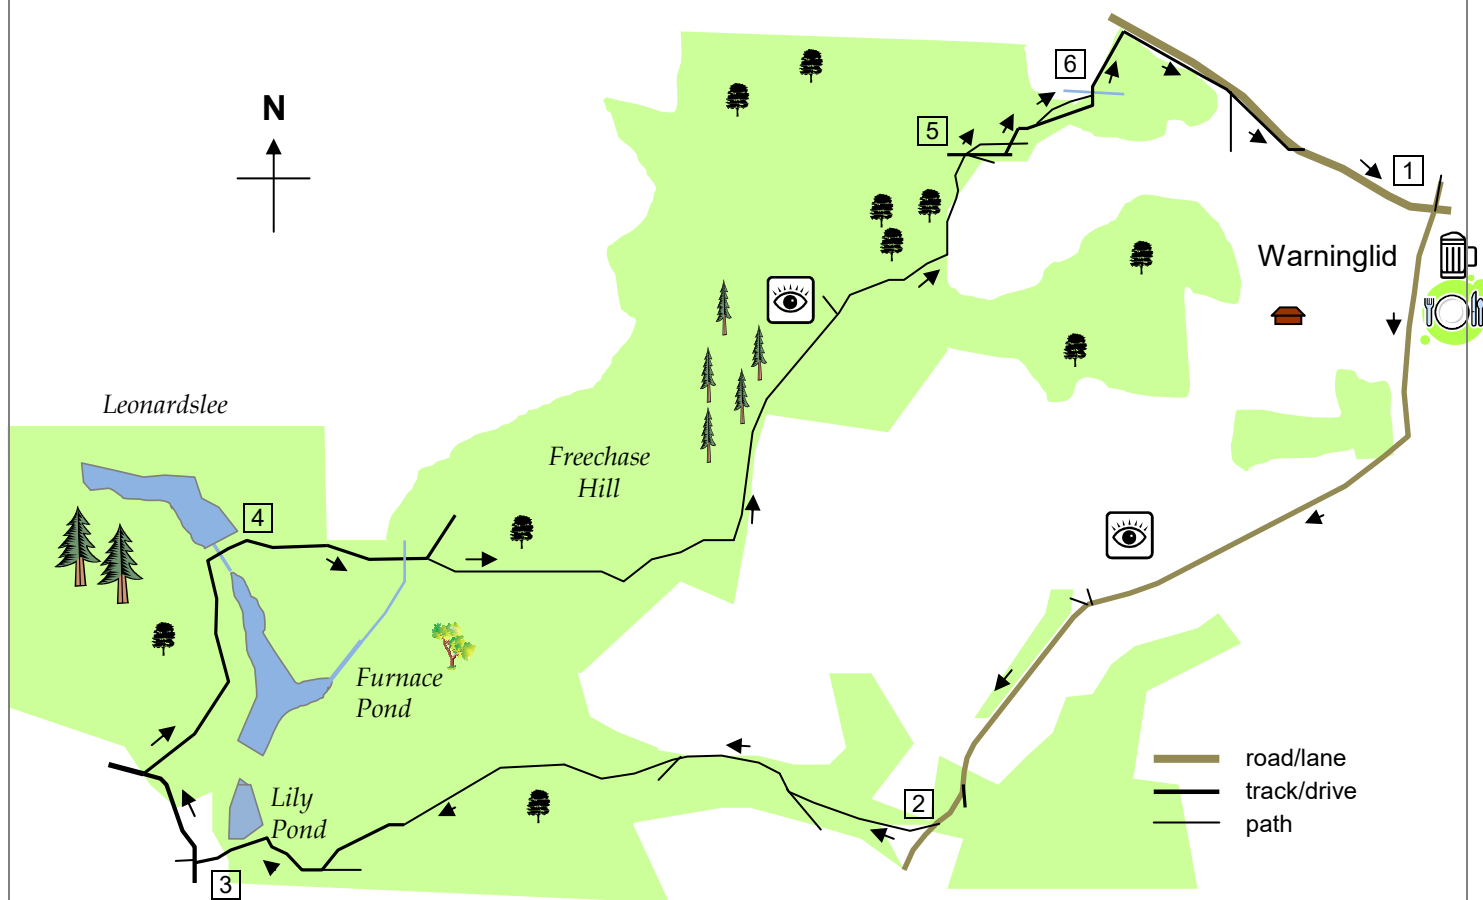 N
6
5
1
Warninglid
Leonardslee
Freechase
Hill
4
Furnace
Pond
road/lane
track/drive
path
2
Lily
Pond
3